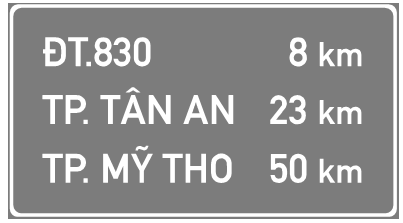 ĐT.830 8 km
TP. TÂN AN 23 km
TP. MỸ THO 50 km